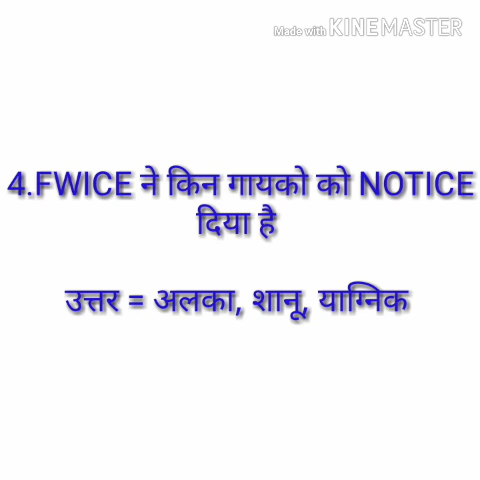 Made with KINEMASTER
4.FWICE ने किन गायको को NOTICE
दिया है
उत्तर = अलका, शानू, याग्निक